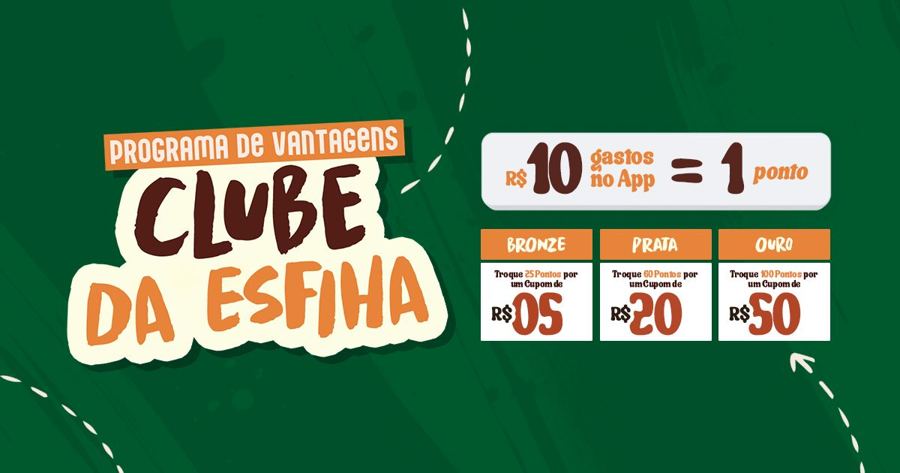 PROGRAMA DE VANTAGENS
CLUBE
DA ESFIHA
R$10 gastos no App = 1 ponto
BRONZE
Troque 25 Pontos por
um Cupom de
R$05
PRATA
Troque 60 Pontos por
um Cupom de
R$20
OURO
Troque 100 Pontos por
um Cupom de
R$50